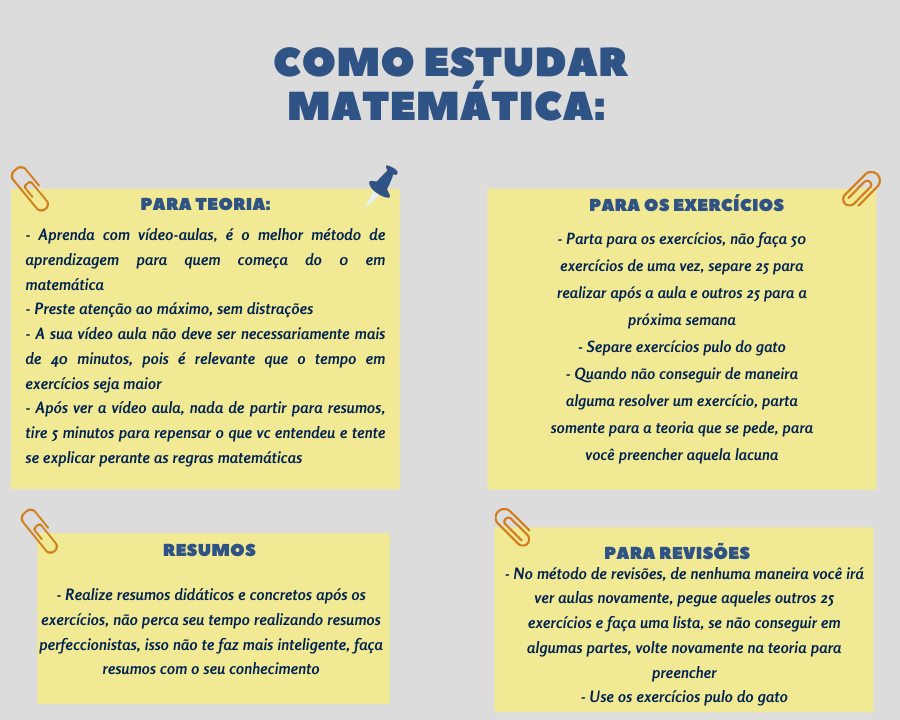 COMO ESTUDAR
MATEMÁTICA:
PARA TEORIA:
- Aprenda com vídeo-aulas, é o melhor método de
aprendizagem para quem começa do 0 em
matemática
- Preste atenção ao máximo, sem distrações
- A sua vídeo aula não deve ser necessariamente mais
de 40 minutos, pois é relevante que o tempo em
exercícios seja maior
- Após ver a vídeo aula, nada de partir para resumos,
tire 5 minutos para repensar o que vc entendeu e tente
se explicar perante as regras matemáticas
PARA OS EXERCÍCIOS
- Parta para os exercícios, não faça 50
exercícios de uma vez, separe 25 para
realizar após a aula e outros 25 para a
próxima semana
- Separe exercícios pulo do gato
- Quando não conseguir de maneira
alguma resolver um exercício, parta
somente para a teoria que se pede, para
você preencher aquela lacuna
RESUMOS
- Realize resumos didáticos e concretos após os
exercícios, não perca seu tempo realizando resumos
perfeccionistas, isso não te faz mais inteligente, faça
resumos com o seu conhecimento
PARA REVISÕES
- No método de revisões, de nenhuma maneira você irá
ver aulas novamente, pegue aqueles outros 25
exercícios e faça uma lista, se não conseguir em
algumas partes, volte novamente na teoria para
preencher
- Use os exercícios pulo do gato